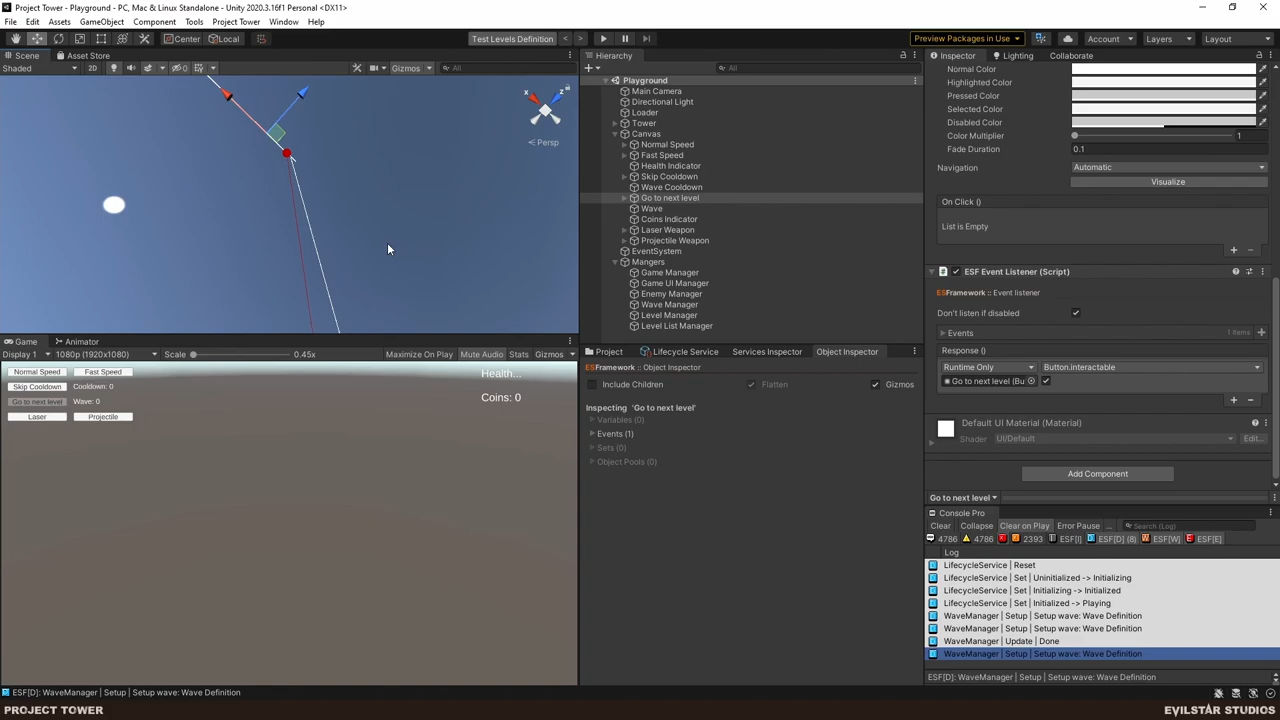 Project Tower - Playground - PC, Mac & Linux Standalone - Unity 2020.3.16f1 Personal <DX11>
File Edit Assets GameObject Component Tools Project Tower Window Help
Center Local Test Levels Definition Preview Packages in Use Account Layers Layout
Scene Asset Store
Shaded 2D 0 Gizmos All
x z
Persp
Hierarchy
All
Playground
Main Camera
Directional Light
Loader
Tower
Canvas
Normal Speed
Fast Speed
Health Indicator
Skip Cooldown
Wave Cooldown
Go to next level
Wave
Coins Indicator
Laser Weapon
Projectile Weapon
EventSystem
Mangers
Game Manager
Game UI Manager
Enemy Manager
Wave Manager
Level Manager
Level List Manager
Inspector Lighting Collaborate
Normal Color
Highlighted Color
Pressed Color
Selected Color
Disabled Color
Color Multiplier 1
Fade Duration 0.1
Navigation Automatic
Visualize
On Click ()
List is Empty
ESF Event Listener (Script)
ESFramework :: Event listener
Don't listen if disabled
Events 1 items
Response ()
Runtime Only Button.interactable
Go to next level (Bu
Default UI Material (Material)
Shader UI/Default Edit...
Add Component
Go to next level
Game Animator
Display 1 1080p (1920x1080) Scale 0.45x Maximize On Play Mute Audio Stats Gizmos
Normal Speed Fast Speed
Skip Cooldown Cooldown: 0
Go to next level Wave: 0
Laser Projectile
Health...
Coins: 0
Project Lifecycle Service Services Inspector Object Inspector
ESFramework :: Object Inspector
Include Children Flatten Gizmos
Inspecting 'Go to next level'
Variables (0)
Events (1)
Sets (0)
Object Pools (0)
Console Pro
Clear Collapse Clear on Play Error Pause ... Search (Log)
4786 4786 2393 ESF[I] ESF[D] (8) ESF[W] ESF[E]
Log
LifecycleService | Reset
LifecycleService | Set | Uninitialized -> Initializing
LifecycleService | Set | Initializing -> Initialized
LifecycleService | Set | Initialized -> Playing
WaveManager | Setup | Setup wave: Wave Definition
WaveManager | Setup | Setup wave: Wave Definition
WaveManager | Update | Done
WaveManager | Setup | Setup wave: Wave Definition
ESF[D]: WaveManager | Setup | Setup wave: Wave Definition
ESF[D]: WaveManager | Setup | Setup wave: Wave Definition
PROJECT TOWER
EVILSTAR STUDIOS